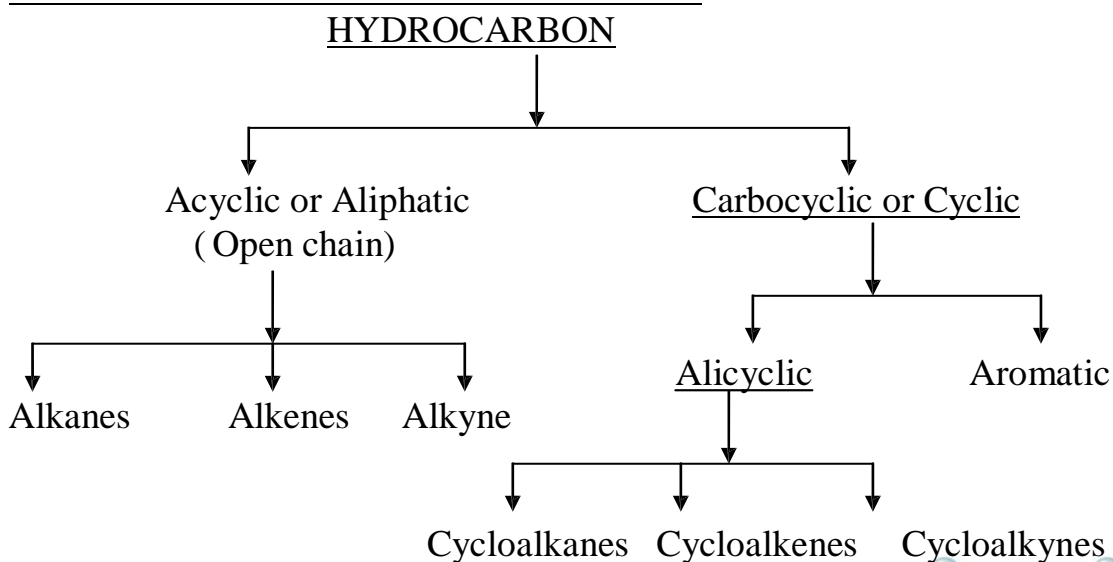 HYDROCARBON
Acyclic or Aliphatic
( Open chain)
Carbocyclic or Cyclic
Alkanes
Alkenes
Alkyne
Alicyclic
Aromatic
Cycloalkanes
Cycloalkenes
Cycloalkynes